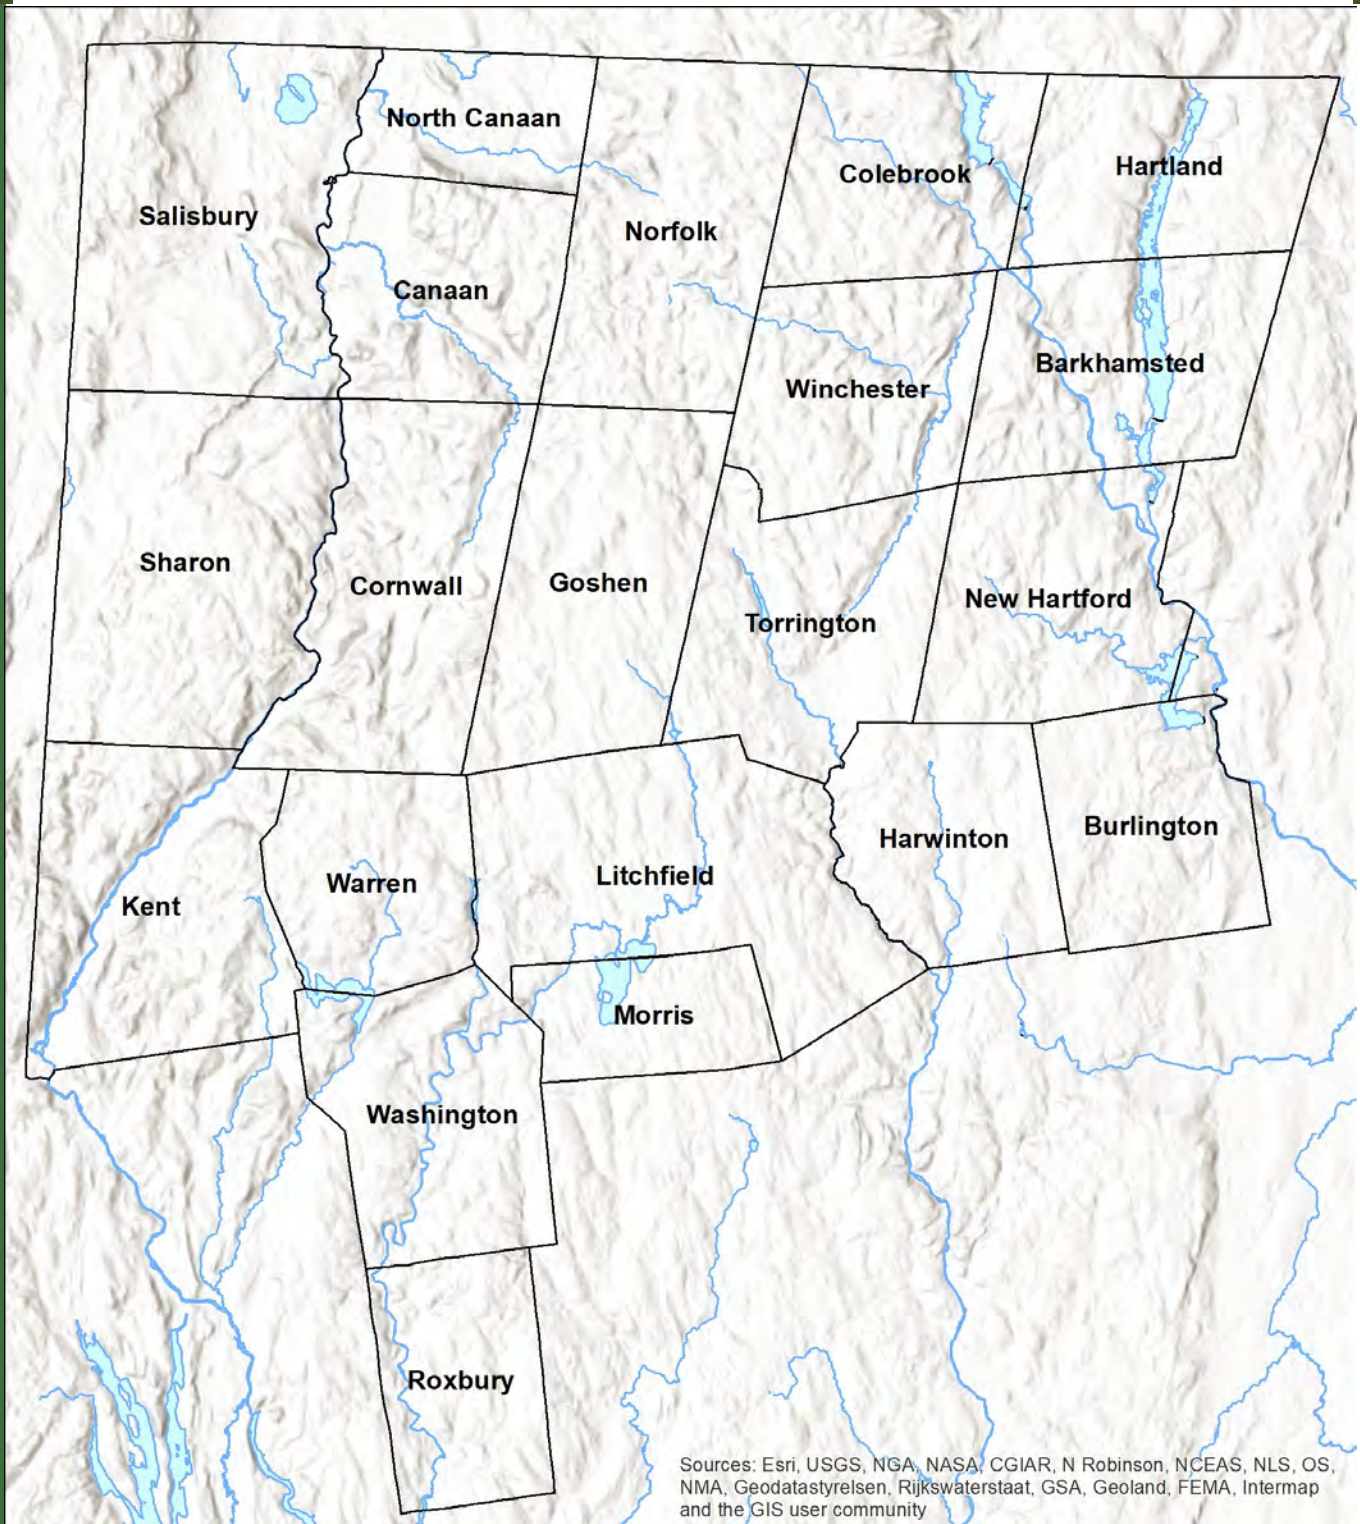 North Canaan
Colebrook
Hartland
Salisbury
Norfolk
Canaan
Barkhamsted
Winchester
Sharon
Cornwall
Goshen
New Hartford
Torrington
Burlington
Harwinton
Litchfield
Warren
Kent
Morris
Washington
Roxbury
Sources: Esri, USGS, NGA, NASA, CGIAR, N Robinson, NCEAS, NLS, OS,
NMA, Geodatastyrelsen, Rijkswaterstaat, GSA, Geoland, FEMA, Intermap
and the GIS user community